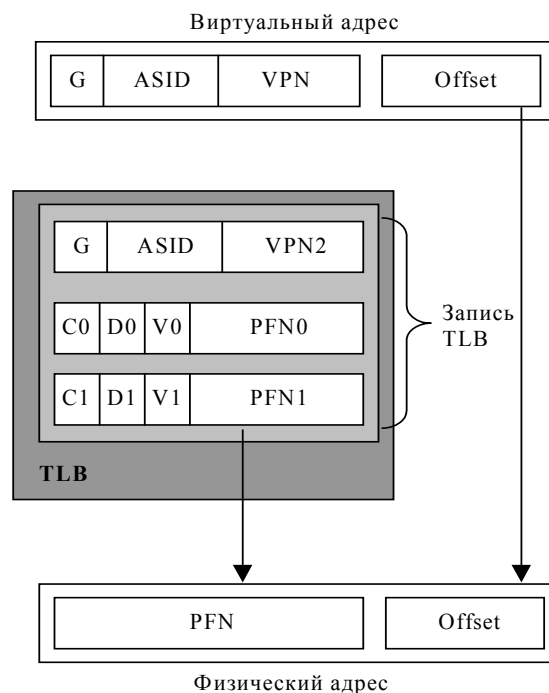 Виртуальный адрес
G ASID VPN Offset
G ASID VPN2
C0 D0 V0 PFN0
C1 D1 V1 PFN1
Запись
TLB
TLB
PFN Offset
Физический адрес